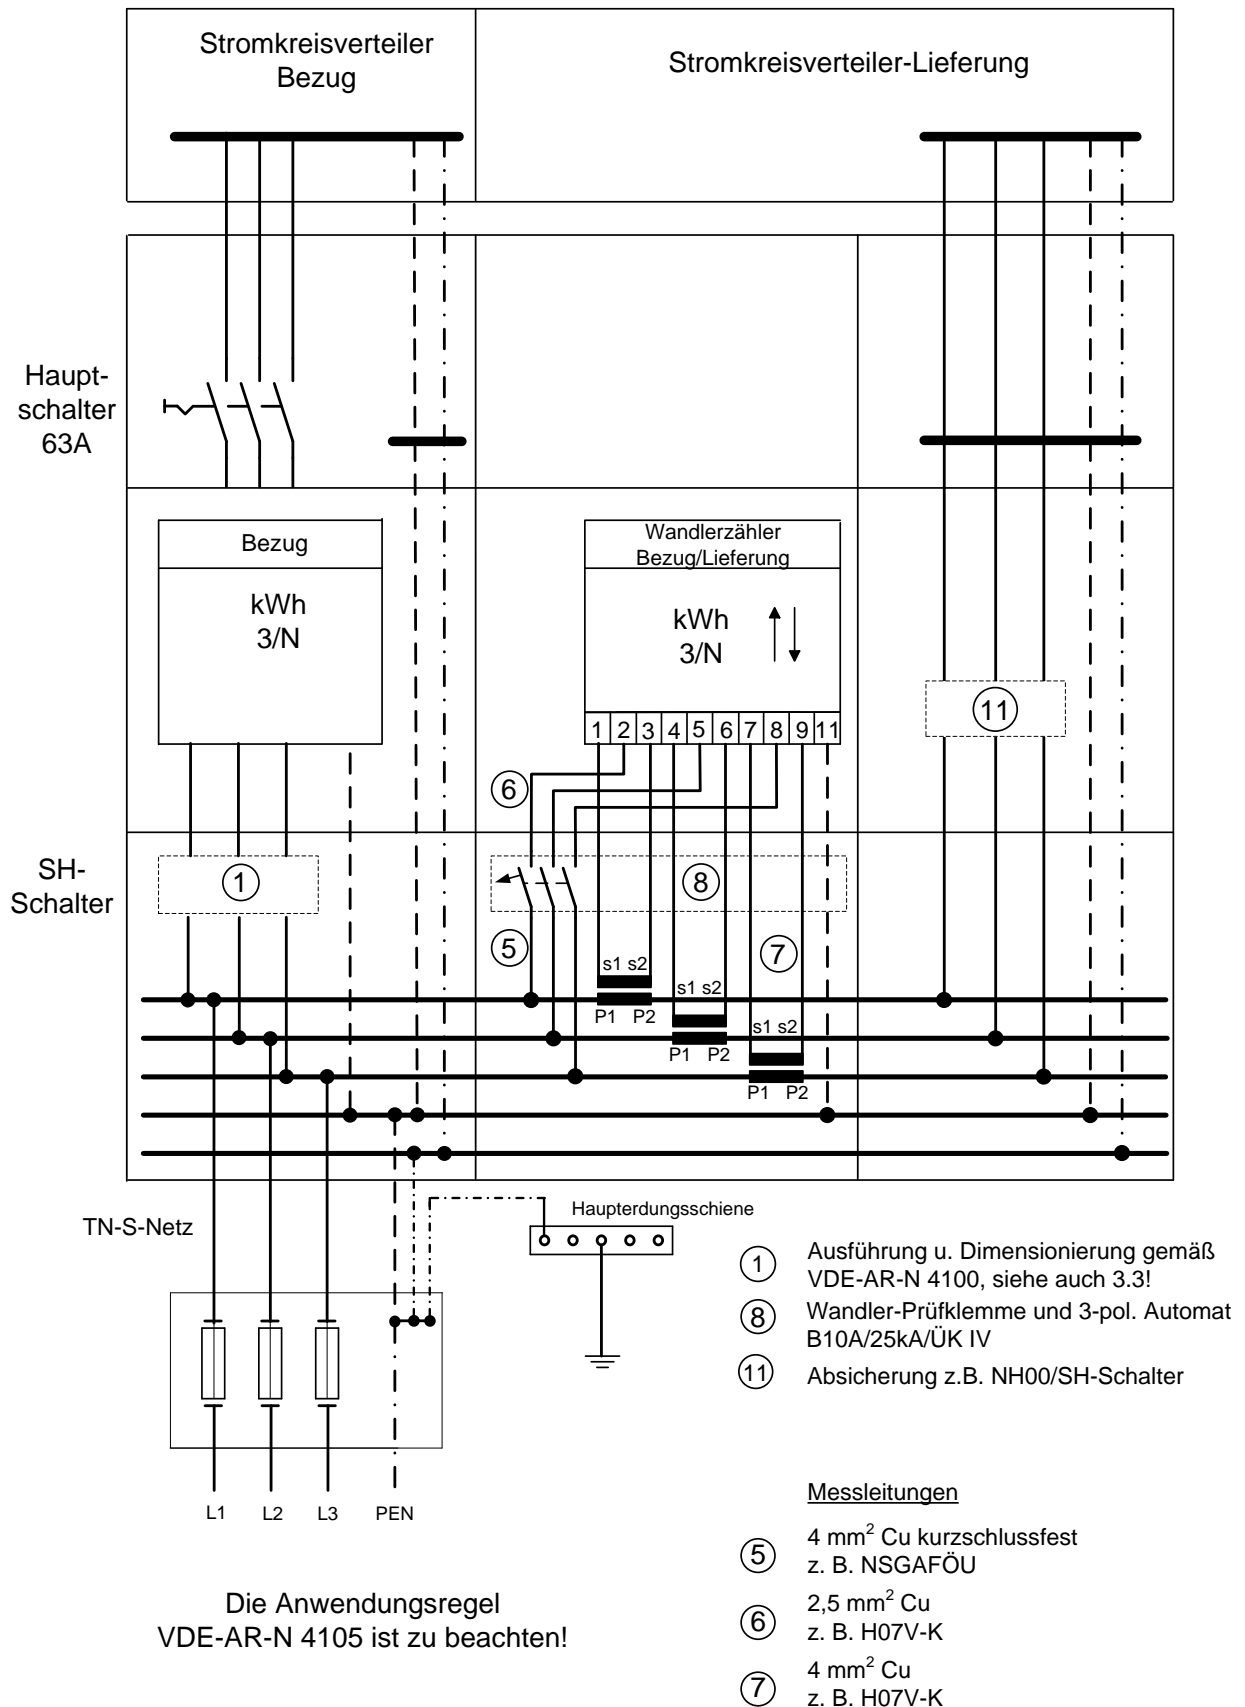 Stromkreisverteiler
Bezug
Stromkreisverteiler-Lieferung
Haupt-
schalter
63A
Bezug
kWh
3/N
Wandlerzähler
Bezug/Lieferung
kWh
3/N
1 2 3 4 5 6 7 8 9 11
11
6
SH-
Schalter
1
8
5
7
s1 s2
P1 P2
s1 s2
P1 P2
s1 s2
P1 P2
TN-S-Netz
Haupterdungsschiene
L1 L2 L3 PEN
1 Ausführung u. Dimensionierung gemäß
VDE-AR-N 4100, siehe auch 3.3!
8 Wandler-Prüfklemme und 3-pol. Automat
B10A/25kA/ÜK IV
11 Absicherung z.B. NH00/SH-Schalter
Messleitungen
5 4 mm² Cu kurzschlussfest
z. B. NSGAFÖU
6 2,5 mm² Cu
z. B. H07V-K
7 4 mm² Cu
z. B. H07V-K
Die Anwendungsregel
VDE-AR-N 4105 ist zu beachten!